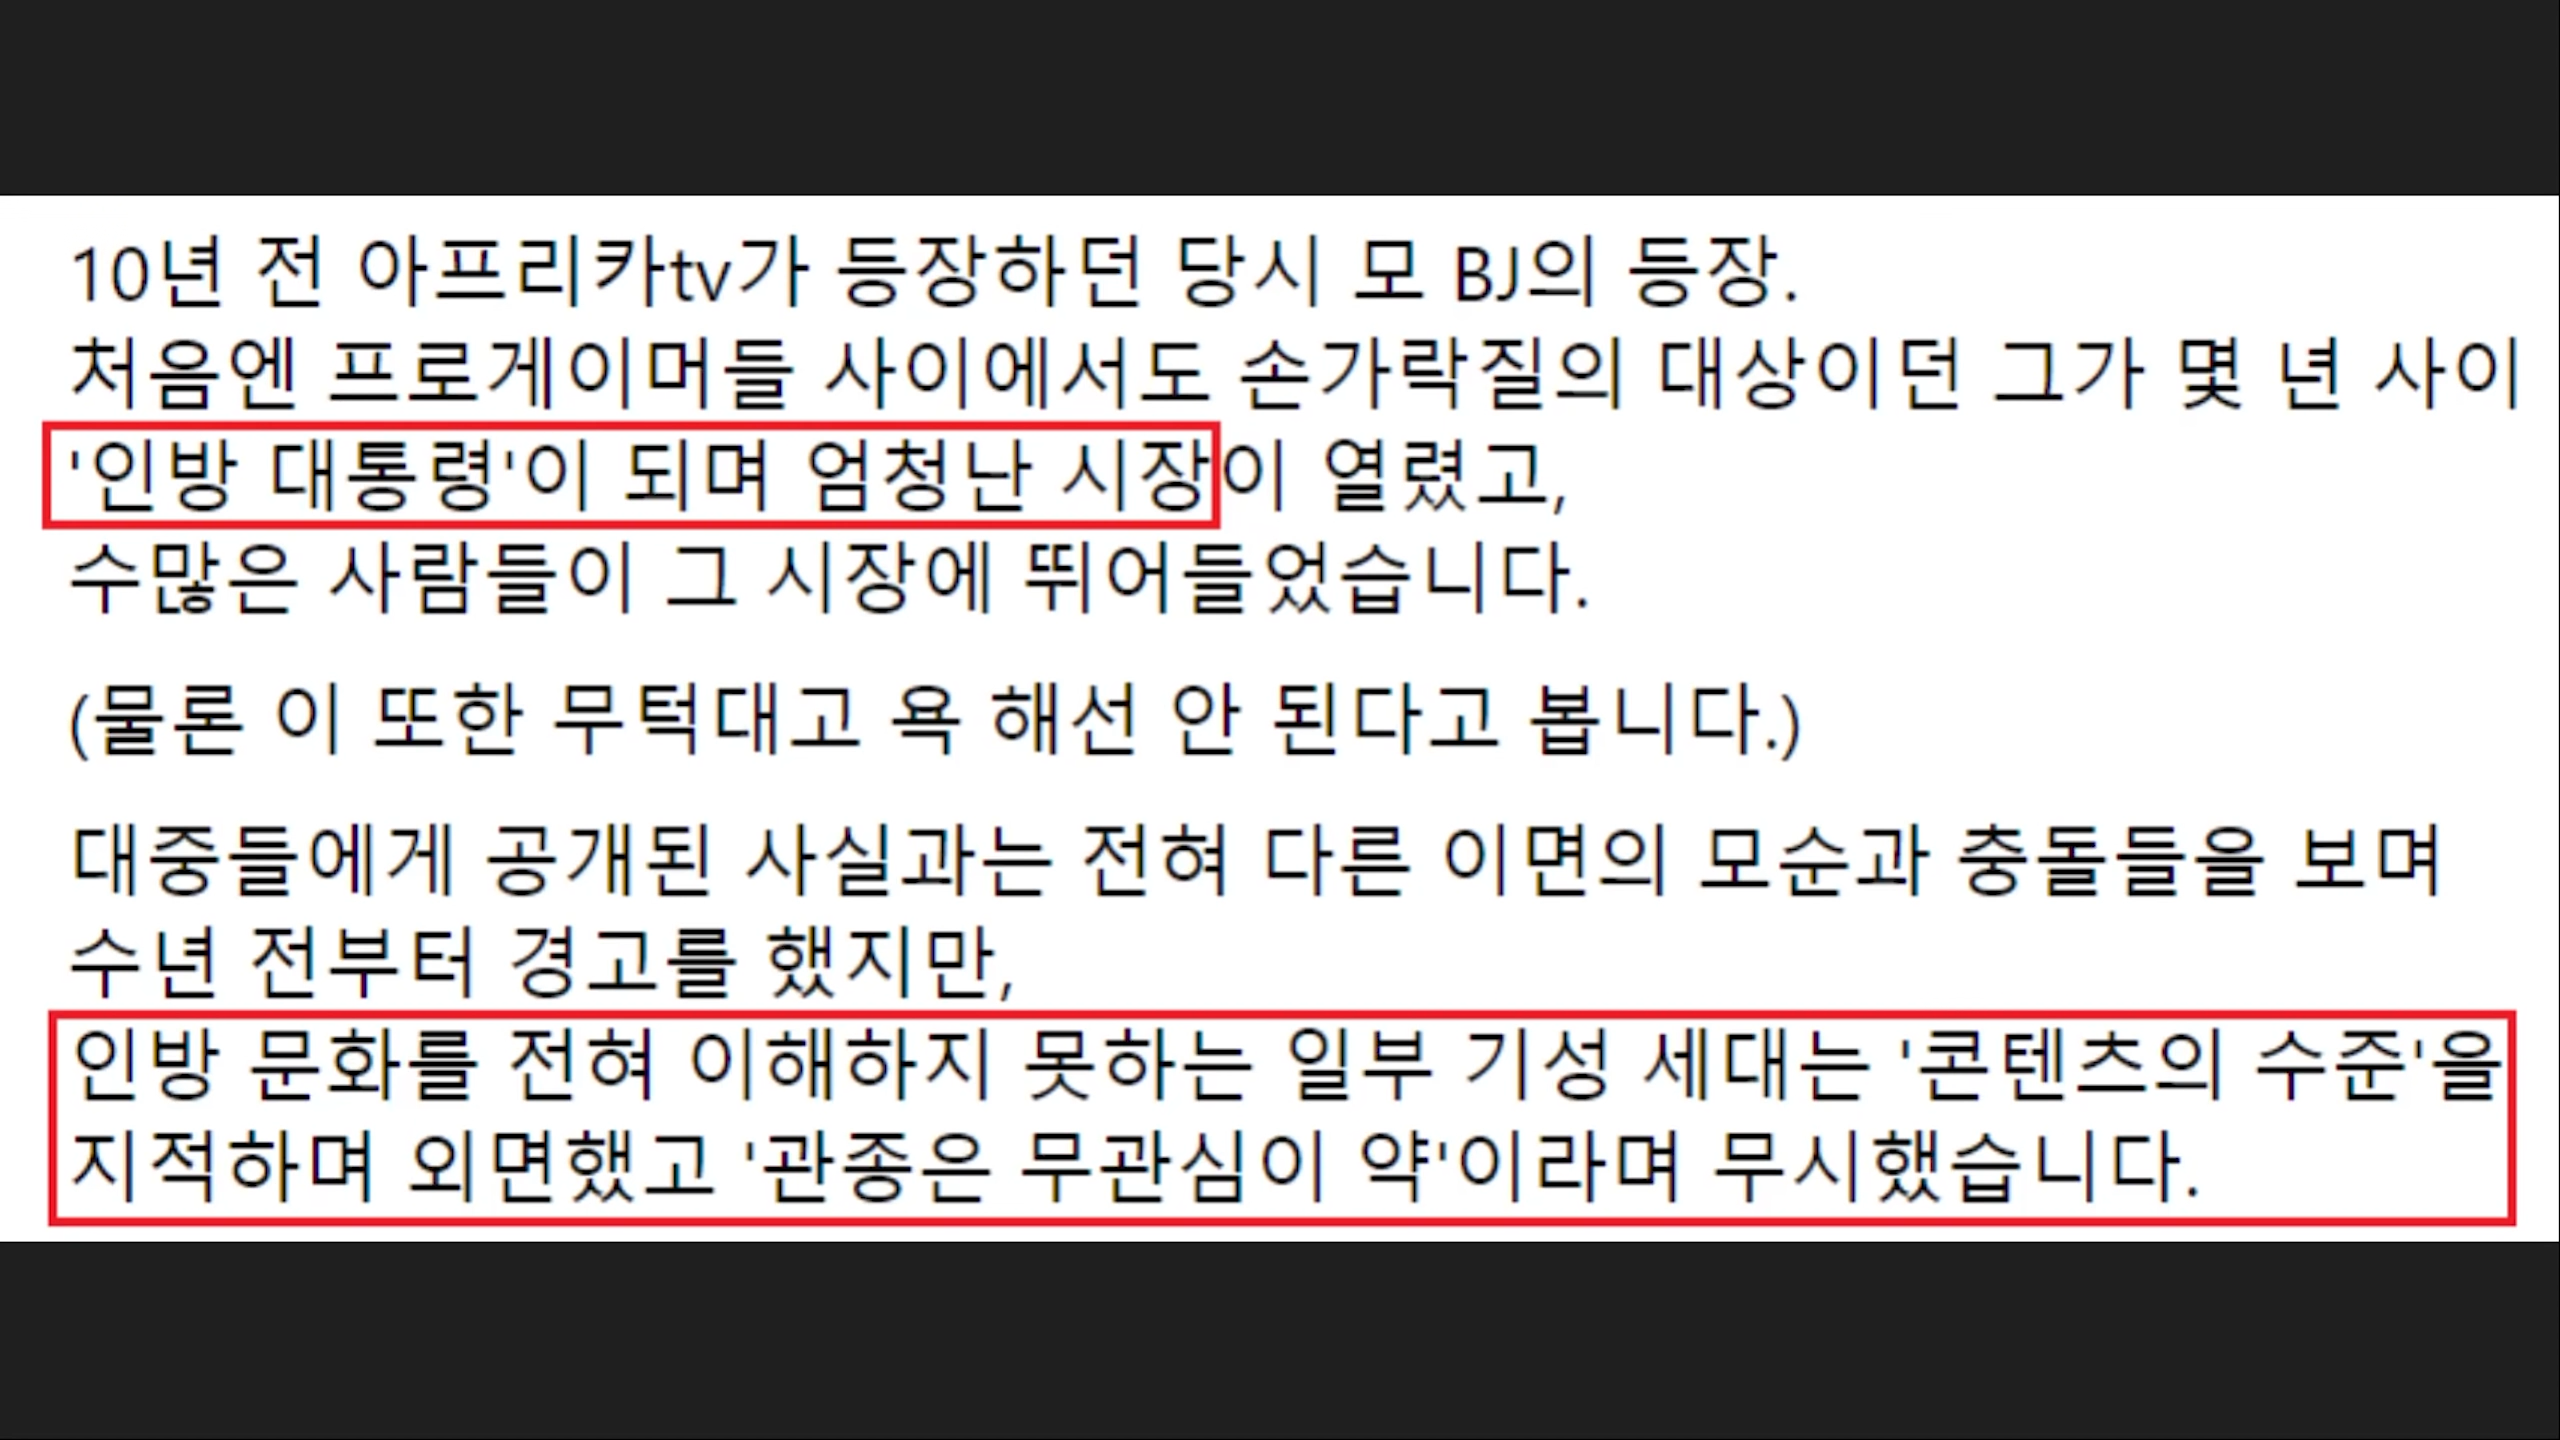 10년 전 아프리카tv가 등장하던 당시 모 BJ의 등장.
처음엔 프로게이머들 사이에서도 손가락질의 대상이던 그가 몇 년 사이
'인방 대통령'이 되며 엄청난 시장이 열렸고,
수많은 사람들이 그 시장에 뛰어들었습니다.
(물론 이 또한 무턱대고 욕 해선 안 된다고 봅니다.)
대중들에게 공개된 사실과는 전혀 다른 이면의 모순과 충돌들을 보며
수년 전부터 경고를 했지만,
인방 문화를 전혀 이해하지 못하는 일부 기성 세대는 '콘텐츠의 수준'을
지적하며 외면했고 '관종은 무관심이 약'이라며 무시했습니다.